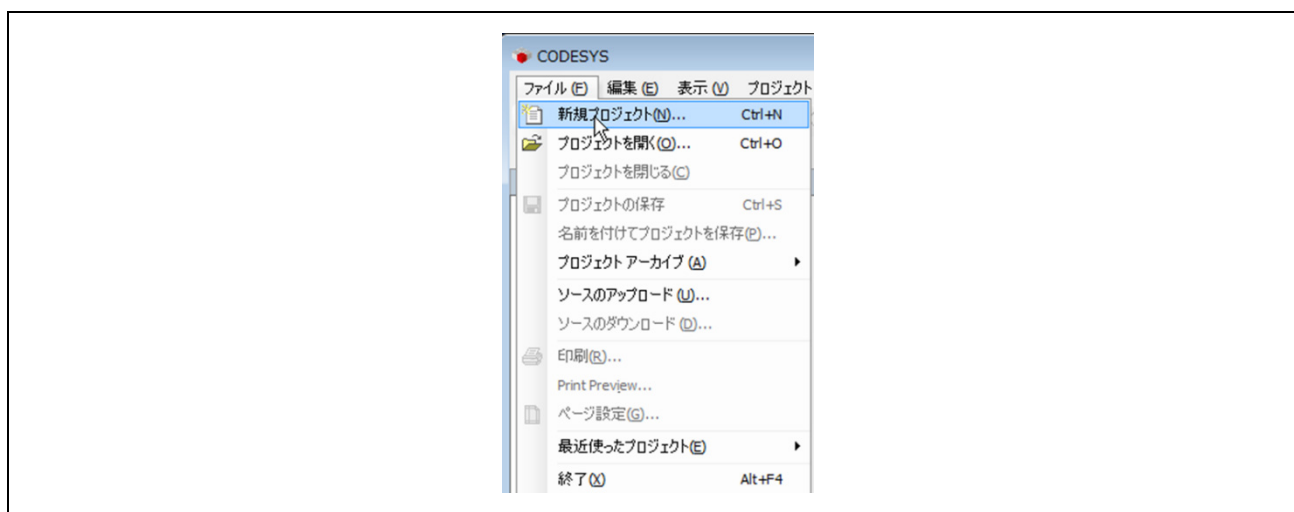 CODESYS
ファイル (F) 編集 (E) 表示 (V) プロジェクト
新規プロジェクト(N)... Ctrl+N
プロジェクトを開く(O)... Ctrl+O
プロジェクトを閉じる(C)
プロジェクトの保存 Ctrl+S
名前を付けてプロジェクトを保存(P)...
プロジェクト アーカイブ (A)
ソースのアップロード (U)...
ソースのダウンロード (D)...
印刷(R)...
Print Preview...
ページ設定(G)...
最近使ったプロジェクト(E)
終了(X) Alt+F4